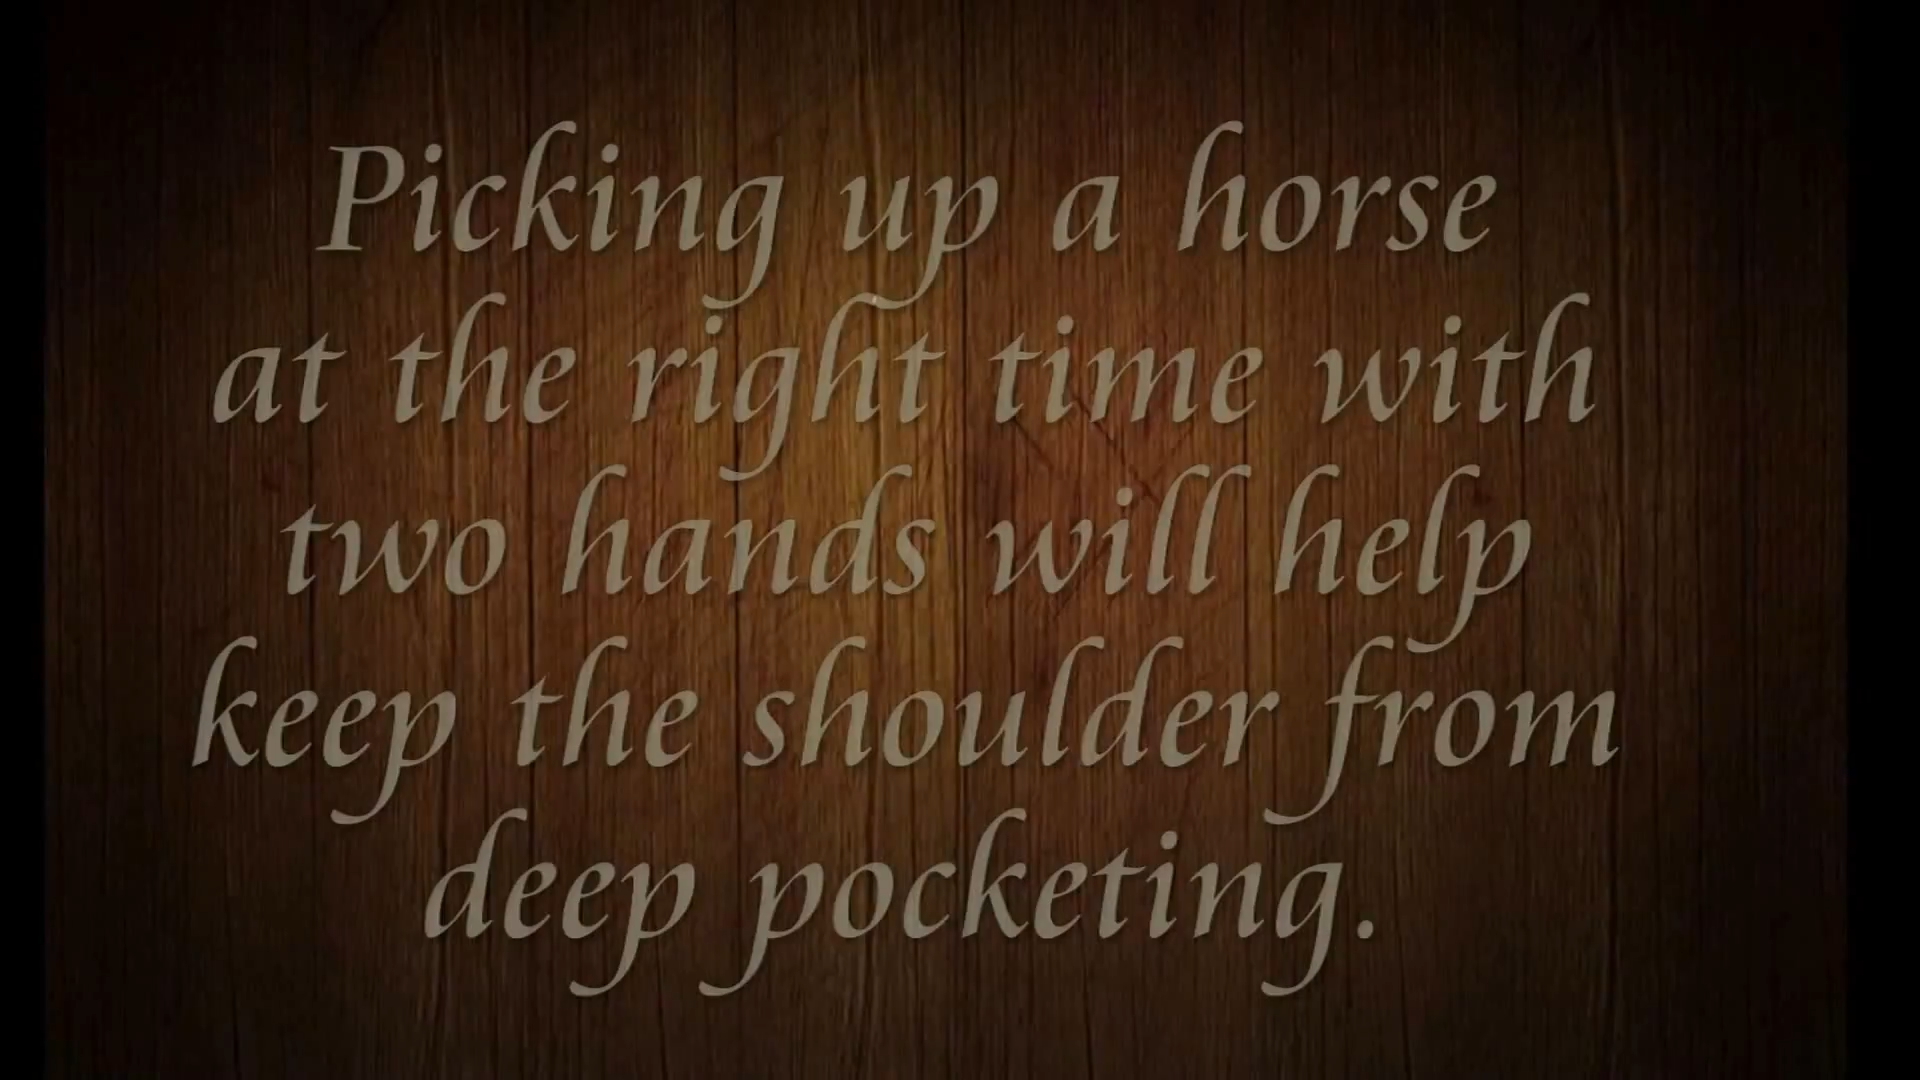 Picking up a horse
at the right time with
two hands will help
keep the shoulder from
deep pocketing.